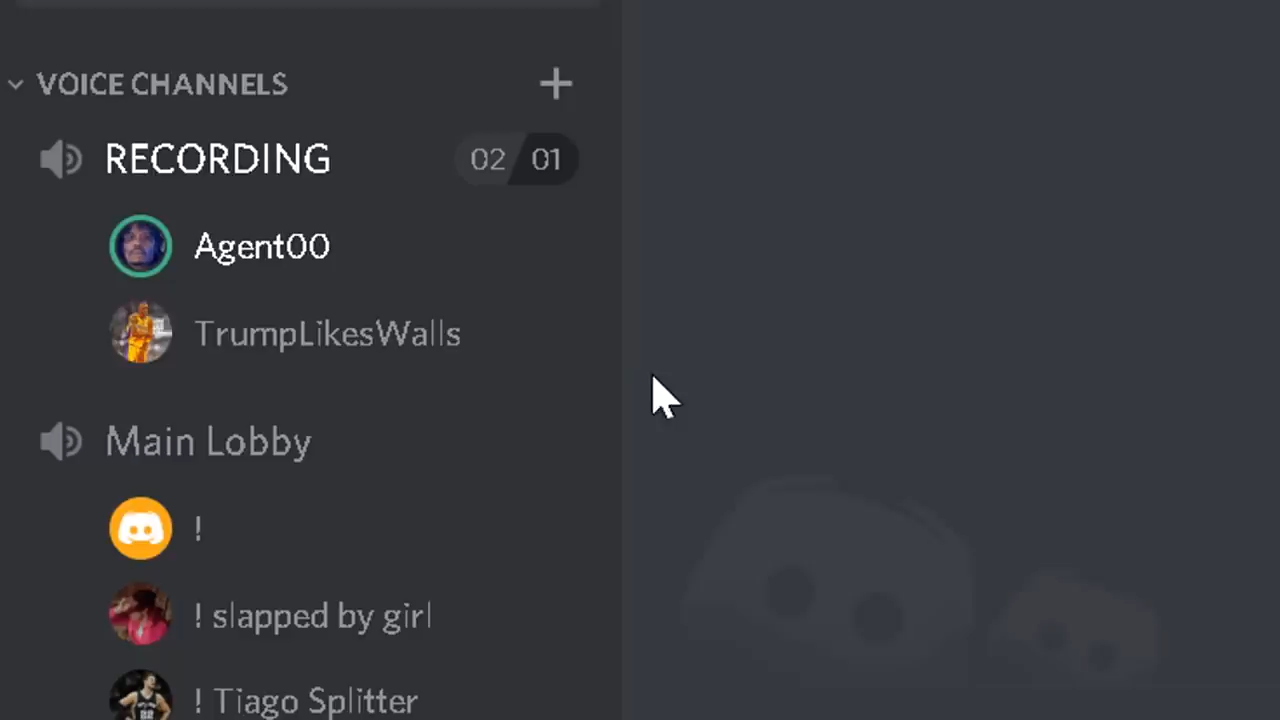 VOICE CHANNELS
RECORDING 02 01
Agent00
TrumpLikesWalls
Main Lobby
!
! slapped by girl
! Tiago Splitter